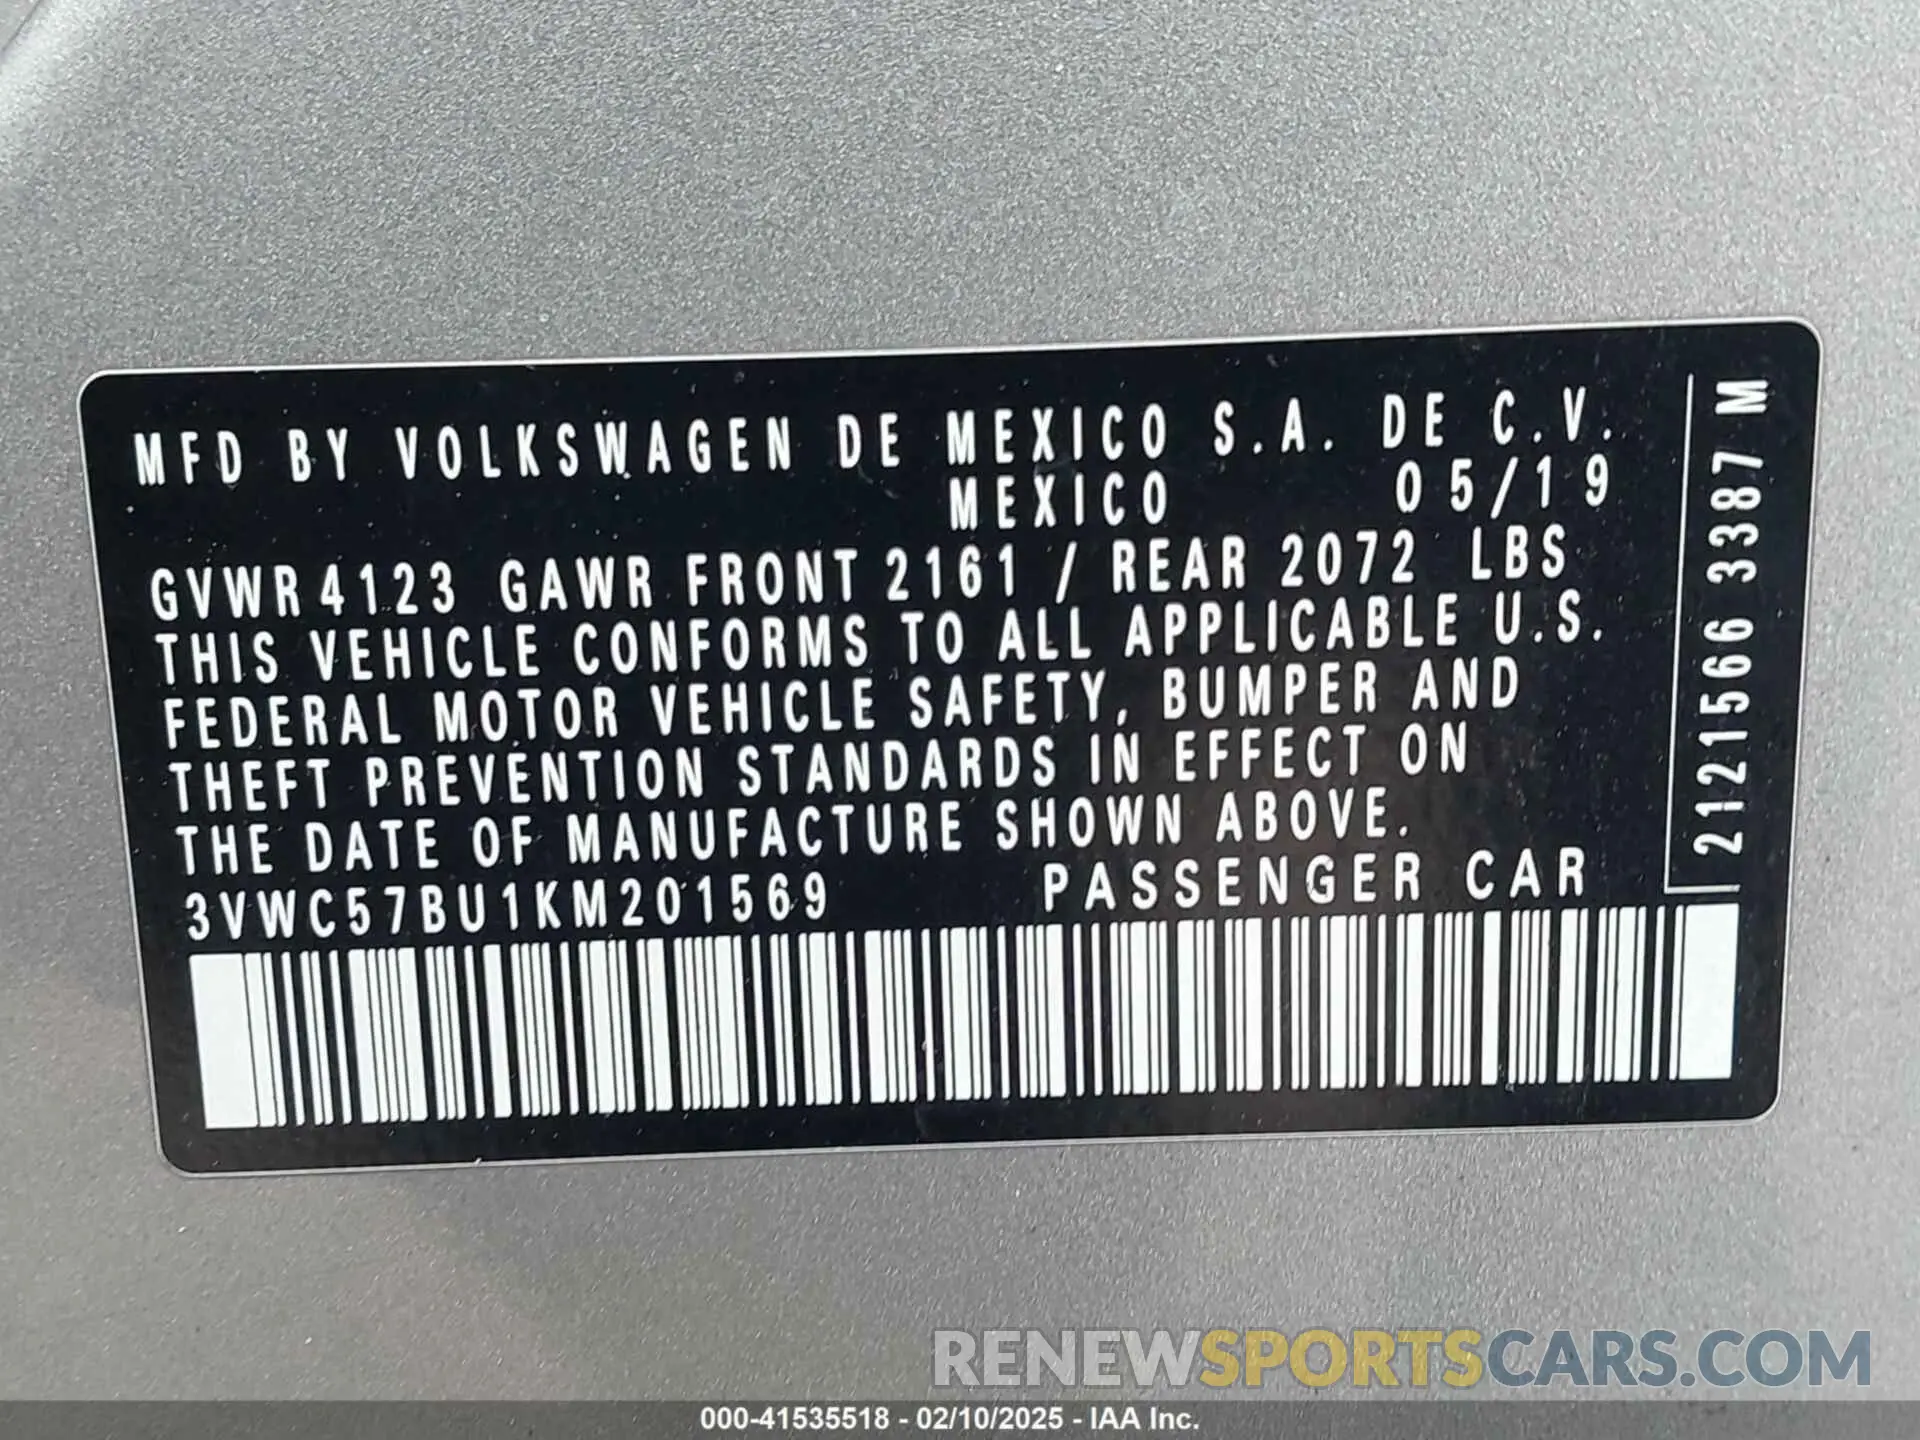 MFD BY VOLKSWAGEN DE MEXICO S.A. DE C.V.
MEXICO 05/19
GVWR 4123 GAWR FRONT 2161 / REAR 2072 LBS
THIS VEHICLE CONFORMS TO ALL APPLICABLE U.S.
FEDERAL MOTOR VEHICLE SAFETY, BUMPER AND
THEFT PREVENTION STANDARDS IN EFFECT ON
THE DATE OF MANUFACTURE SHOWN ABOVE.
3VWC57BU1KM201569 PASSENGER CAR
2121566 3387 M
RENEWSPORTSCARS.COM
000-41535518 - 02/10/2025 - IAA Inc.